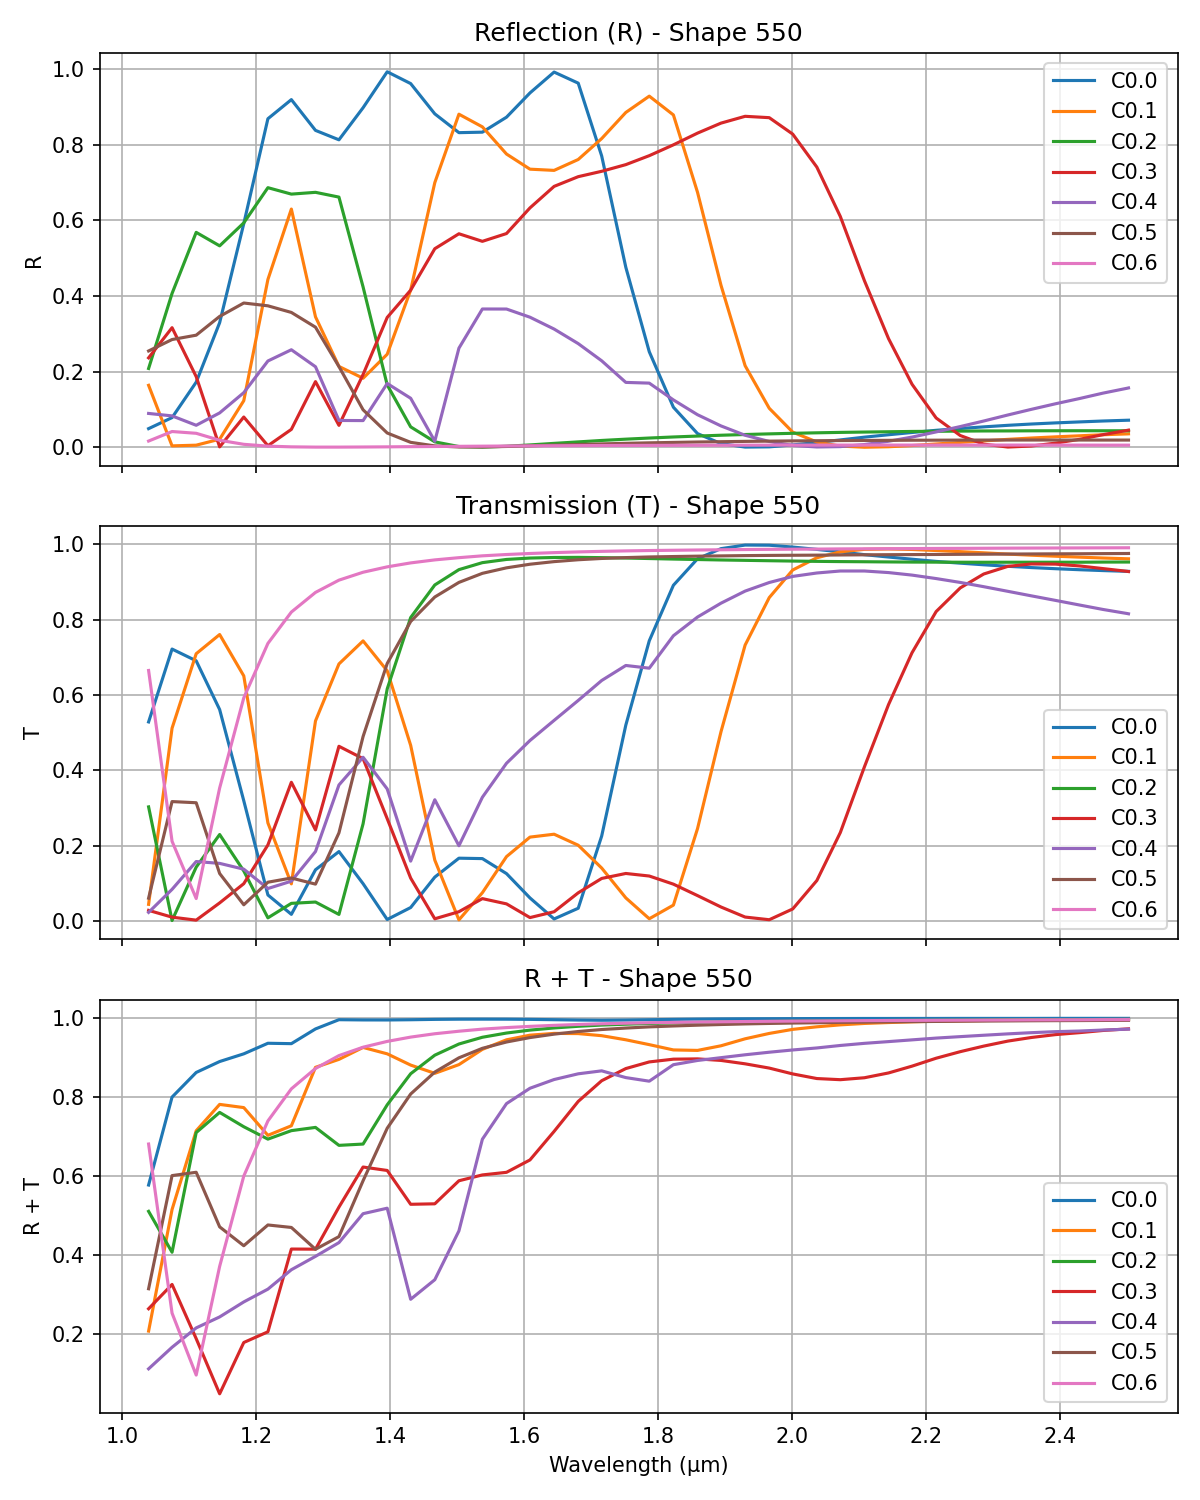 Reflection (R) - Shape 550
1.0
0.8
0.6
0.4
0.2
0.0
R
C0.0
C0.1
C0.2
C0.3
C0.4
C0.5
C0.6
Transmission (T) - Shape 550
1.0
0.8
0.6
0.4
0.2
0.0
T
C0.0
C0.1
C0.2
C0.3
C0.4
C0.5
C0.6
R + T - Shape 550
1.0
0.8
0.6
0.4
0.2
R + T
C0.0
C0.1
C0.2
C0.3
C0.4
C0.5
C0.6
1.0 1.2 1.4 1.6 1.8 2.0 2.2 2.4
Wavelength (μm)